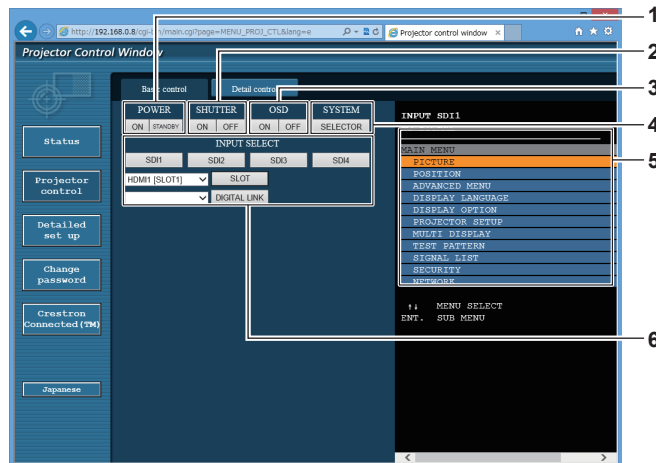 http://192.168.0.8/cgi-bin/main.cgi?page=MENU_PROJ_CTL&lang=e
Projector control window ×
1
Projector Control Window
2
Basic control
Detail control
3
POWER SHUTTER OSD SYSTEM
ON STANDBY ON OFF ON OFF SELECTOR
4
INPUT SELECT
SDI1 SDI2 SDI3 SDI4
HDMI1 [SLOT1] SLOT
DIGITAL LINK
6
Status
Projector
control
Detailed
set up
Change
password
Crestron
Connected(TM)
Japanese
INPUT SDI1
MAIN MENU
5
PICTURE
POSITION
ADVANCED MENU
DISPLAY LANGUAGE
DISPLAY OPTION
PROJECTOR SETUP
MULTI DISPLAY
TEST PATTERN
SIGNAL LIST
SECURITY
NETWORK
↑↓ MENU SELECT
ENT. SUB MENU